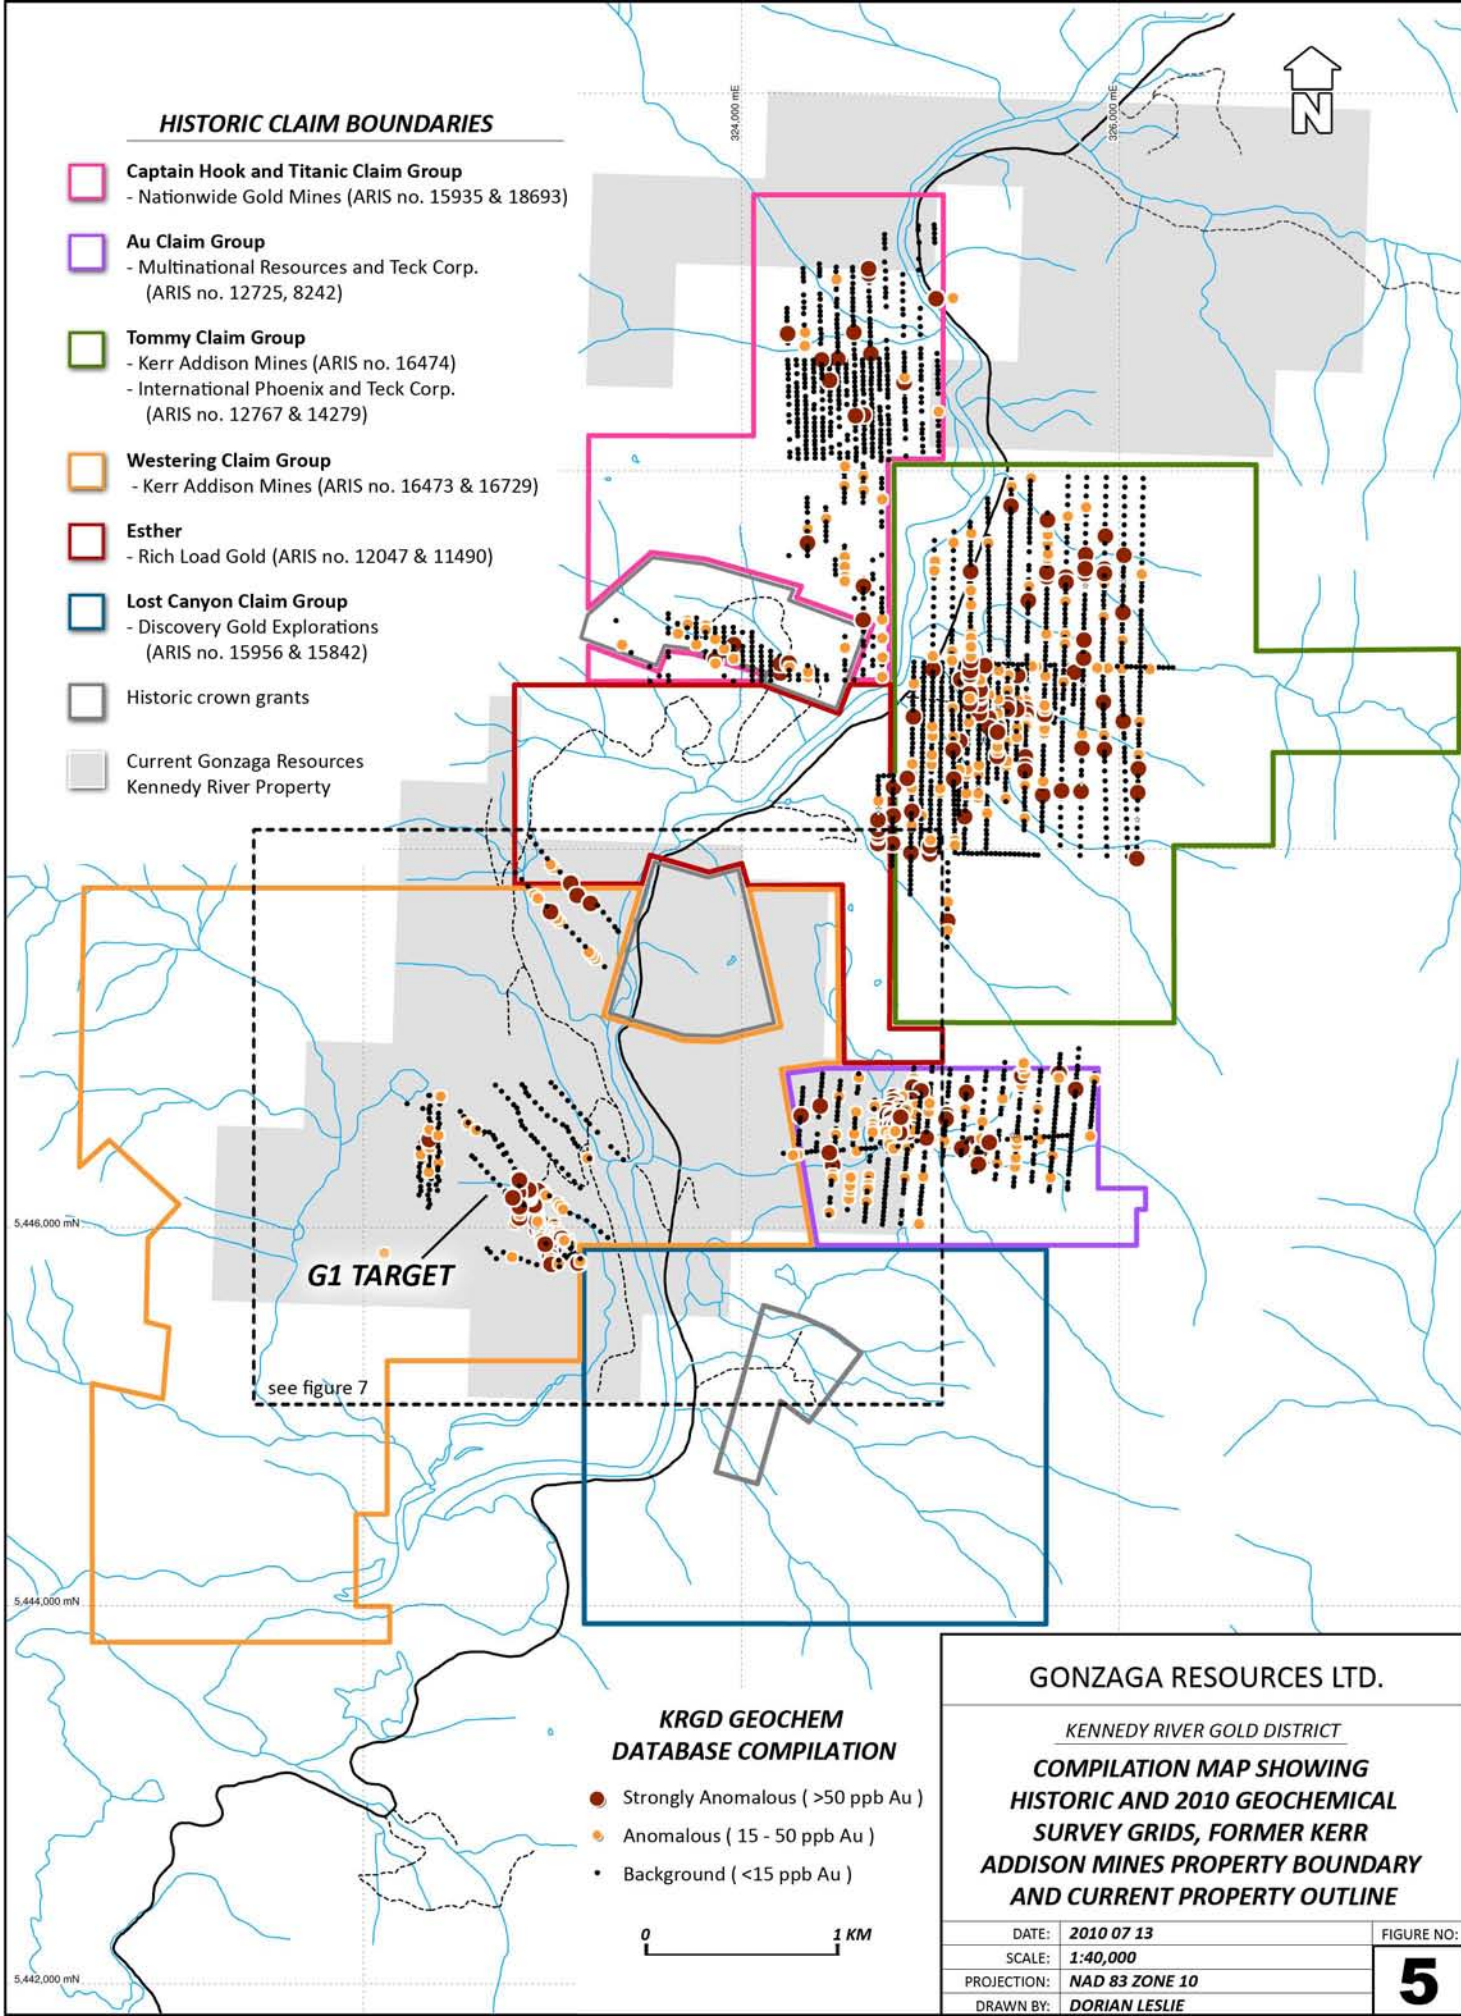 324,000 mE
326,000 mE
N
HISTORIC CLAIM BOUNDARIES
Captain Hook and Titanic Claim Group
- Nationwide Gold Mines (ARIS no. 15935 & 18693)
Au Claim Group
- Multinational Resources and Teck Corp.
(ARIS no. 12725, 8242)
Tommy Claim Group
- Kerr Addison Mines (ARIS no. 16474)
- International Phoenix and Teck Corp.
(ARIS no. 12767 & 14279)
Westering Claim Group
- Kerr Addison Mines (ARIS no. 16473 & 16729)
Esther
- Rich Load Gold (ARIS no. 12047 & 11490)
Lost Canyon Claim Group
- Discovery Gold Explorations
(ARIS no. 15956 & 15842)
Historic crown grants
Current Gonzaga Resources
Kennedy River Property
5,446,000 mN
G1 TARGET
see figure 7
5,444,000 mN
5,442,000 mN
KRGD GEOCHEM
DATABASE COMPILATION
Strongly Anomalous ( >50 ppb Au )
Anomalous ( 15 - 50 ppb Au )
Background ( <15 ppb Au )
0 1 KM
GONZAGA RESOURCES LTD.
KENNEDY RIVER GOLD DISTRICT
COMPILATION MAP SHOWING
HISTORIC AND 2010 GEOCHEMICAL
SURVEY GRIDS, FORMER KERR
ADDISON MINES PROPERTY BOUNDARY
AND CURRENT PROPERTY OUTLINE
DATE: 2010 07 13
SCALE: 1:40,000
PROJECTION: NAD 83 ZONE 10
DRAWN BY: DORIAN LESLIE
FIGURE NO:
5